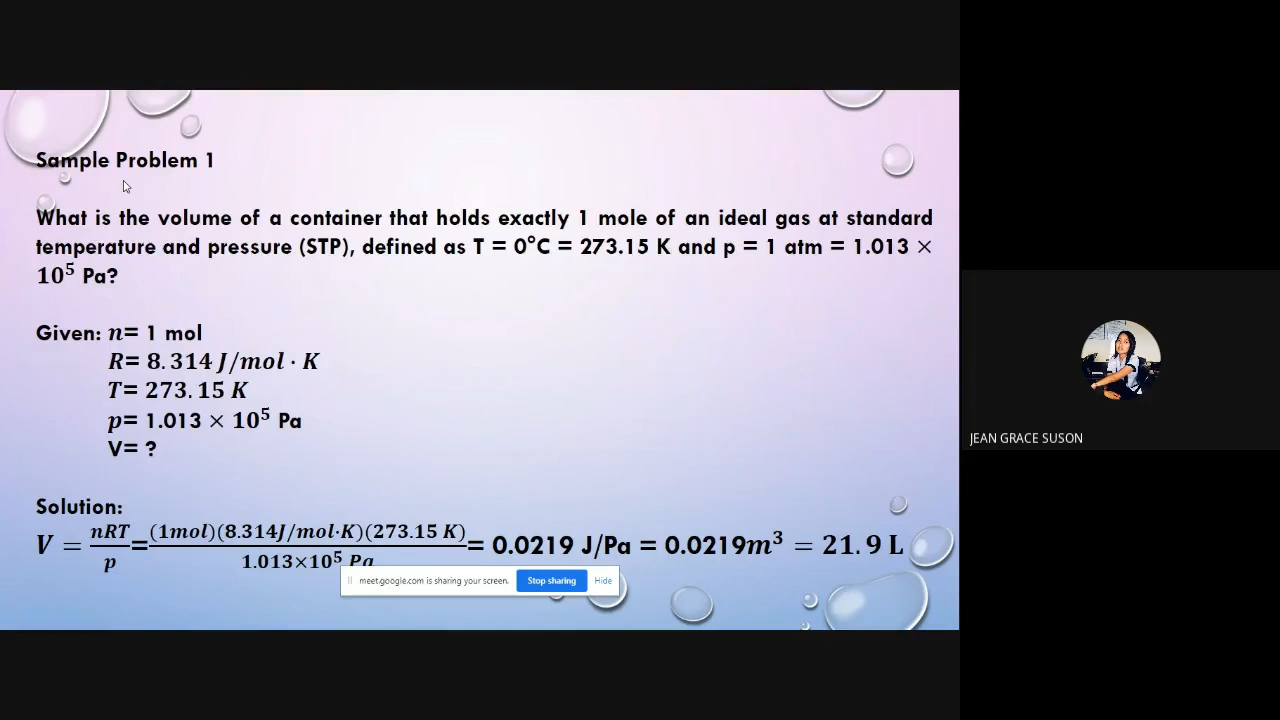 Sample Problem 1
What is the volume of a container that holds exactly 1 mole of an ideal gas at standard
temperature and pressure (STP), defined as T = 0°C = 273.15 K and p = 1 atm = 1.013 ×
10⁵ Pa?
Given: n= 1 mol
R= 8.314 J/mol · K
T= 273.15 K
p= 1.013 × 10⁵ Pa
V= ?
JEAN GRACE SUSON
Solution:
V = nRT/p = (1mol)(8.314J/mol·K)(273.15 K)/1.013×10⁵ Pa = 0.0219 J/Pa = 0.0219m³ = 21.9 L
meet.google.com is sharing your screen. Stop sharing Hide